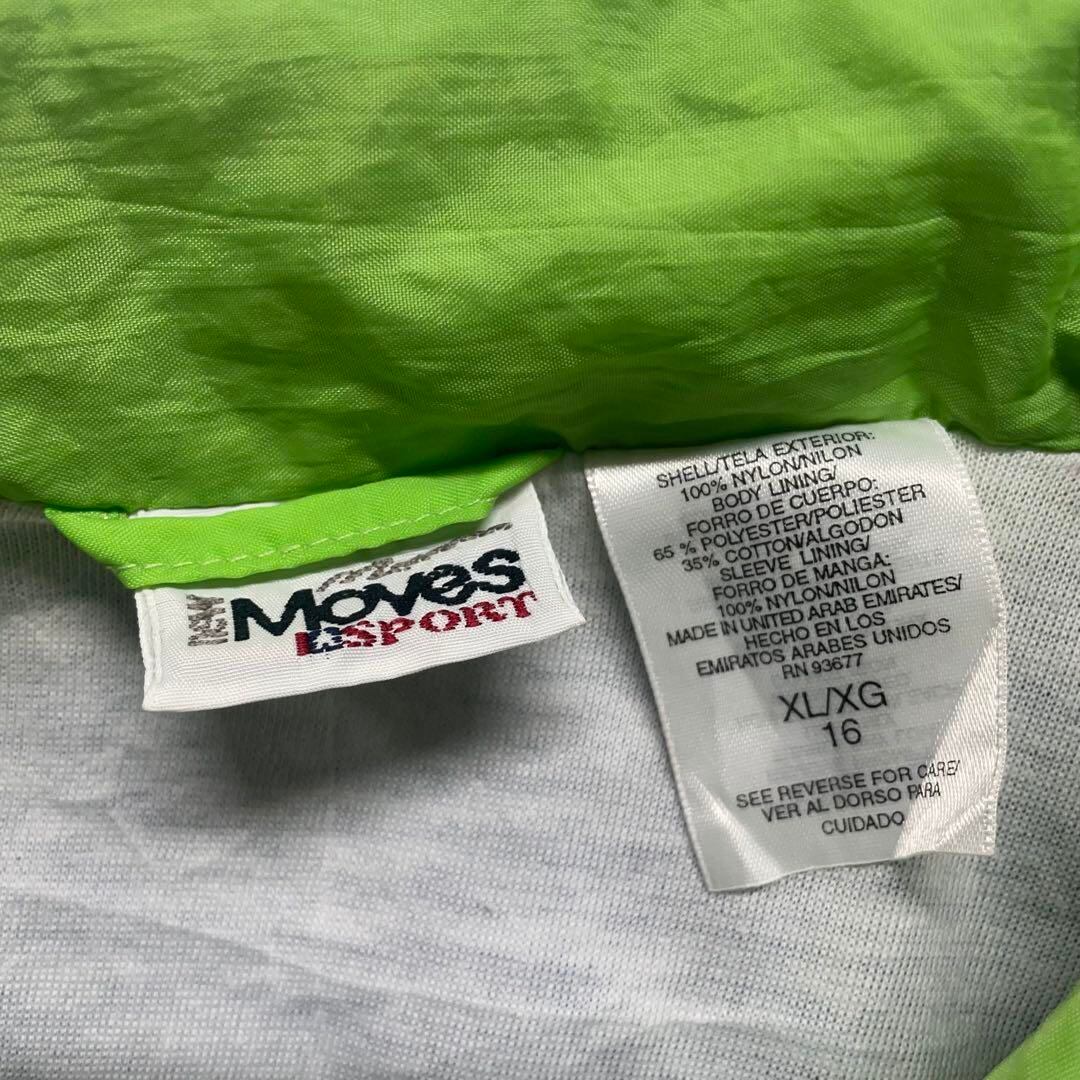 new
Moves
SPORT
SHELL/TELA EXTERIOR:
100% NYLON/NILON
BODY LINING/
FORRO DE CUERPO:
65 % POLYESTER/POLIESTER
35% COTTON/ALGODON
SLEEVE LINING/
FORRO DE MANGA:
100% NYLON/NILON
MADE IN UNITED ARAB EMIRATES/
HECHO EN LOS
EMIRATOS ARABES UNIDOS
RN 93677
XL/XG
16
SEE REVERSE FOR CARE/
VER AL DORSO PARA
CUIDADO